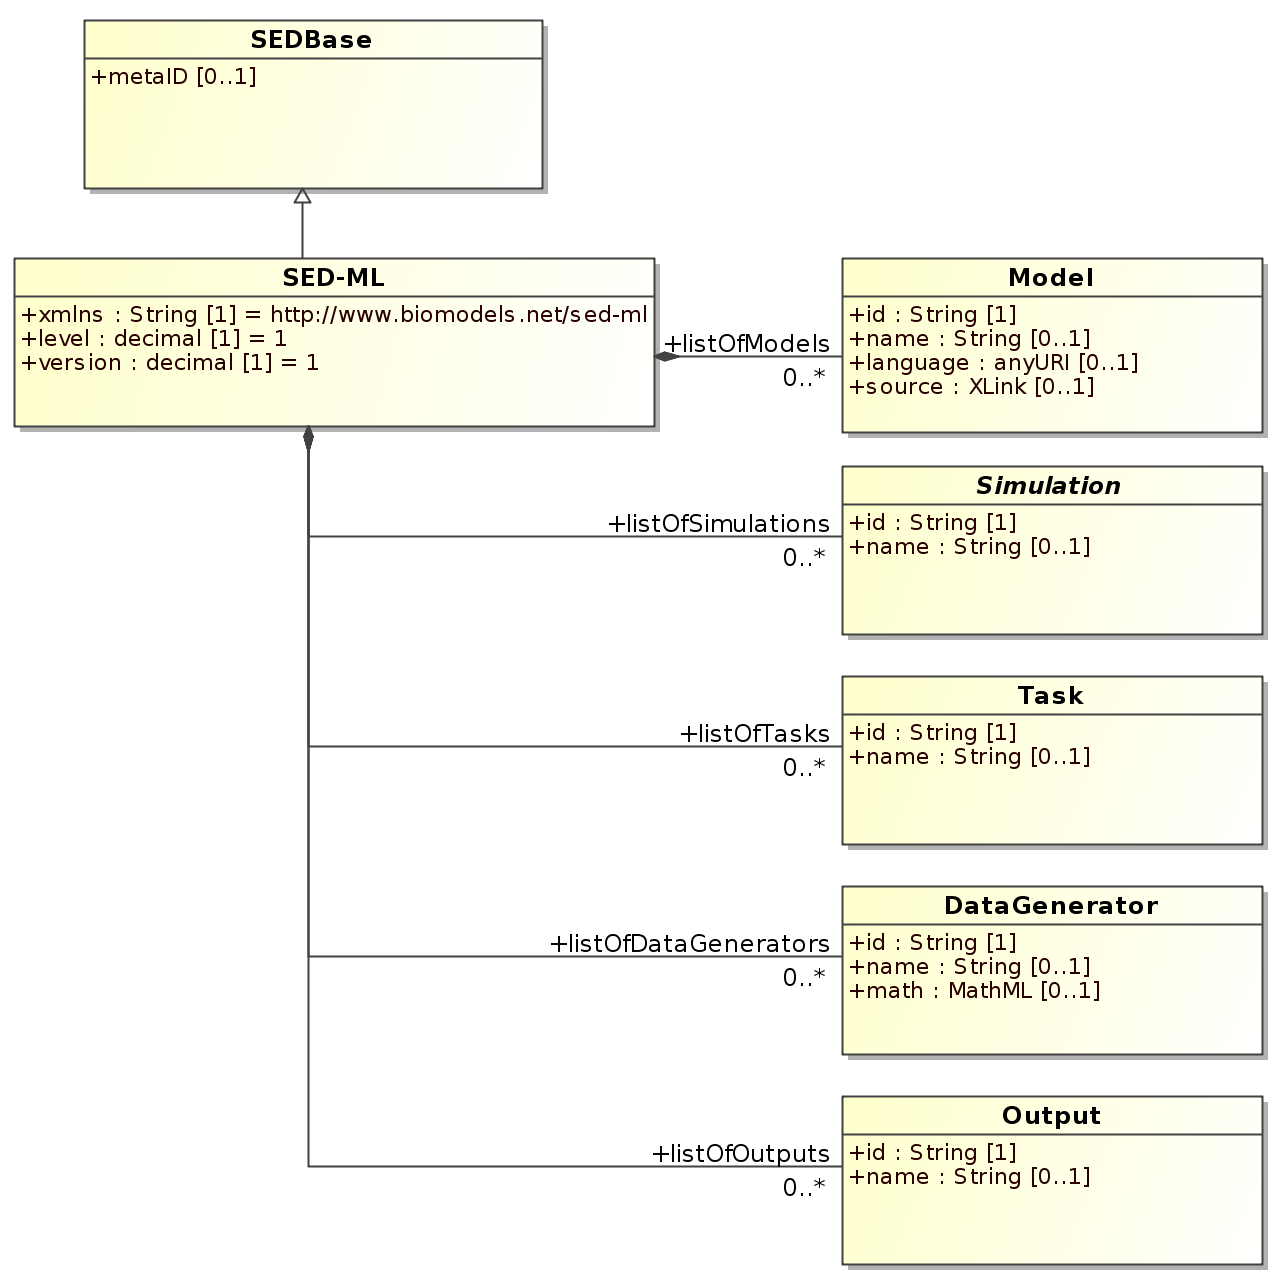 SEDBase
+metaID [0..1]
SED-ML
+xmlns : String [1] = http://www.biomodels.net/sed-ml
+level : decimal [1] = 1
+version : decimal [1] = 1
+listOfModels
0..*
Model
+id : String [1]
+name : String [0..1]
+language : anyURI [0..1]
+source : XLink [0..1]
+listOfSimulations
0..*
Simulation
+id : String [1]
+name : String [0..1]
+listOfTasks
0..*
Task
+id : String [1]
+name : String [0..1]
+listOfDataGenerators
0..*
DataGenerator
+id : String [1]
+name : String [0..1]
+math : MathML [0..1]
+listOfOutputs
0..*
Output
+id : String [1]
+name : String [0..1]